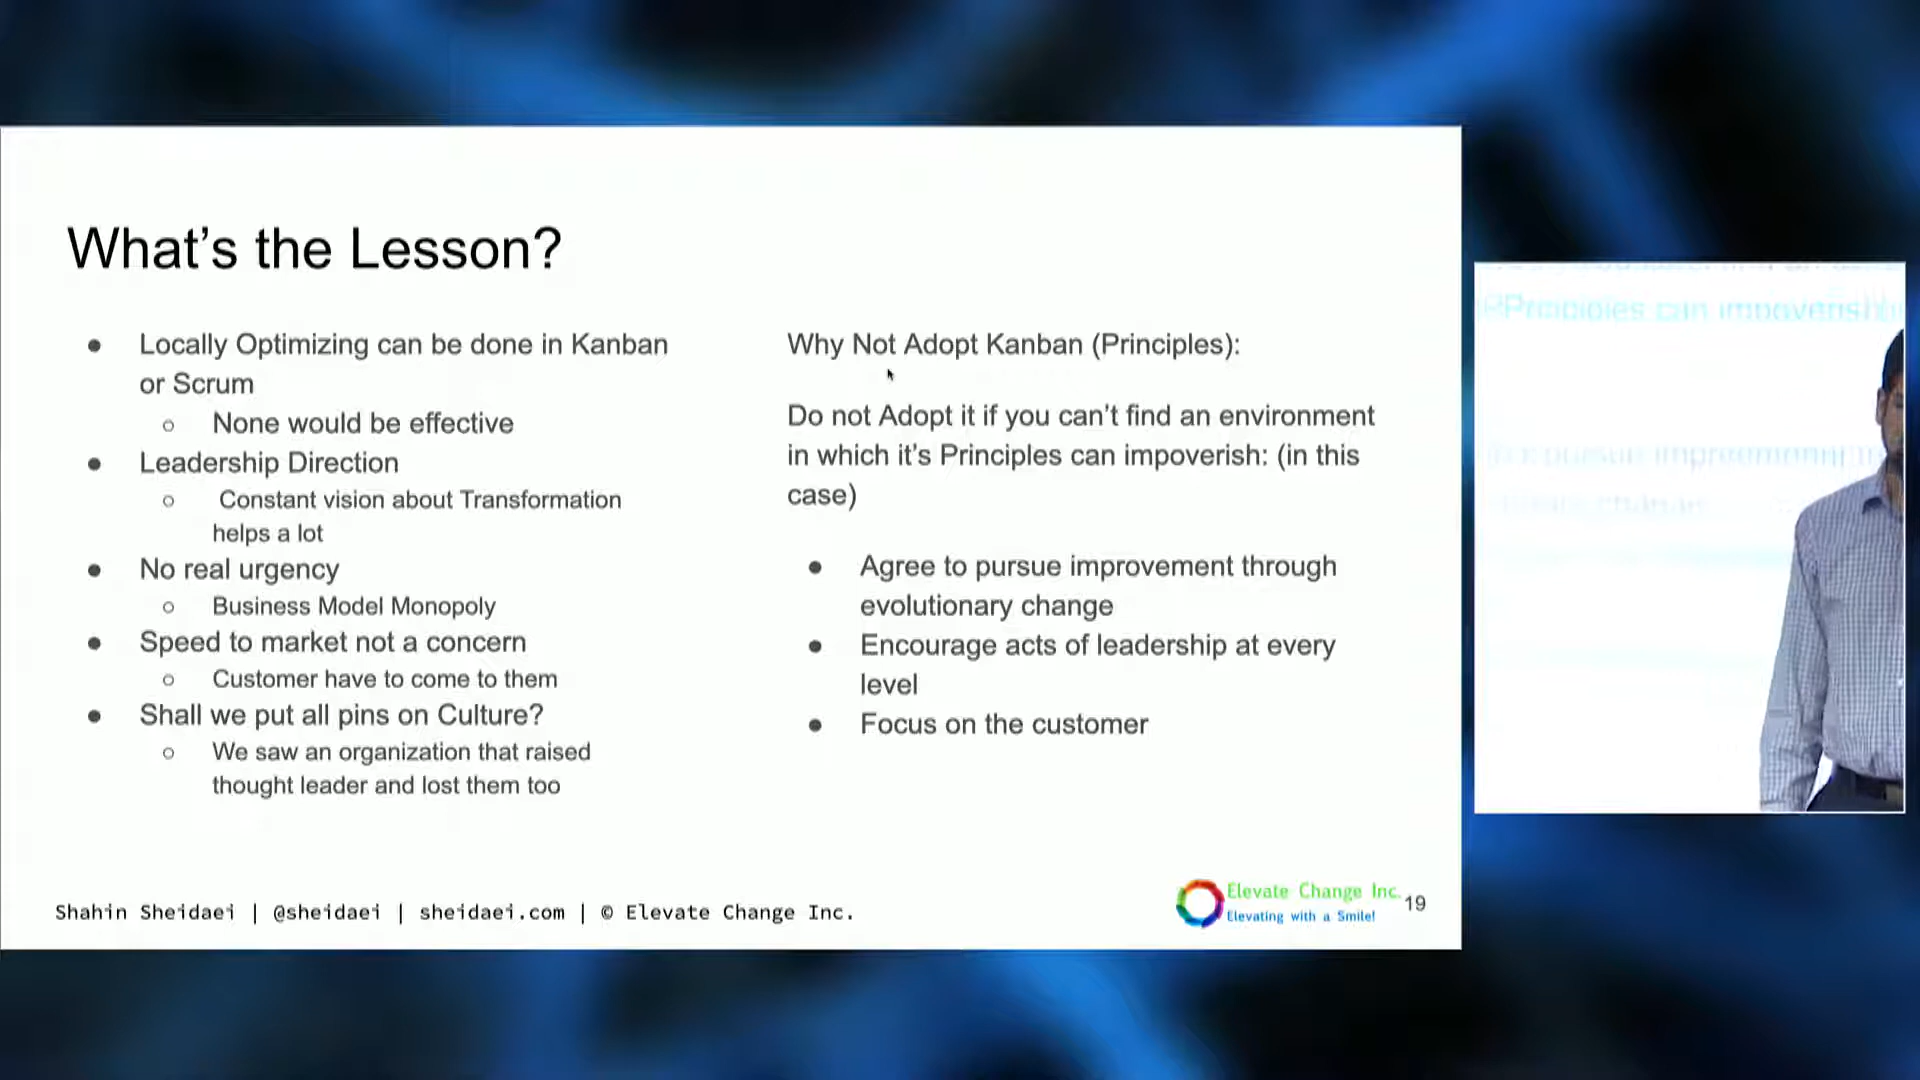 What's the Lesson?
Locally Optimizing can be done in Kanban
or Scrum
None would be effective
Leadership Direction
Constant vision about Transformation
helps a lot
No real urgency
Business Model Monopoly
Speed to market not a concern
Customer have to come to them
Shall we put all pins on Culture?
We saw an organization that raised
thought leader and lost them too
Why Not Adopt Kanban (Principles):
Do not Adopt it if you can't find an environment
in which it's Principles can impoverish: (in this
case)
Agree to pursue improvement through
evolutionary change
Encourage acts of leadership at every
level
Focus on the customer
Shahin Sheidaei | @sheidaei | sheidaei.com | © Elevate Change Inc.
Elevate Change Inc.
Elevating with a Smile!
19
Principles can impoverish